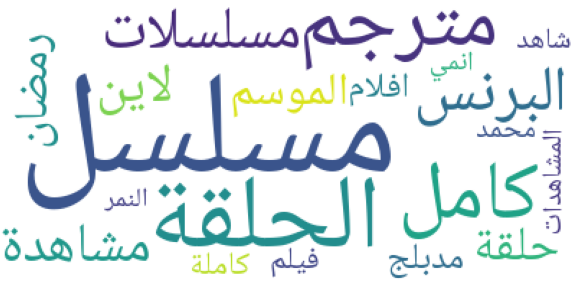 مترجم مسلسلات شاهد
انمي
رمضان لاين الموسم افلام البرنس
محمد
مسلسل
المشاهدات
النمر الحلقة كامل
مشاهدة حلقة
كاملة فيلم مدبلج